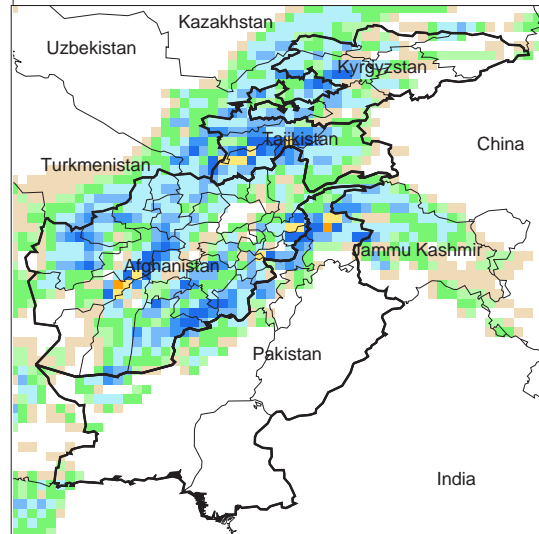 Kazakhstan
Uzbekistan
Kyrgyzstan
Tajikistan
China
Turkmenistan
Jammu Kashmir
Afghanistan
Pakistan
India